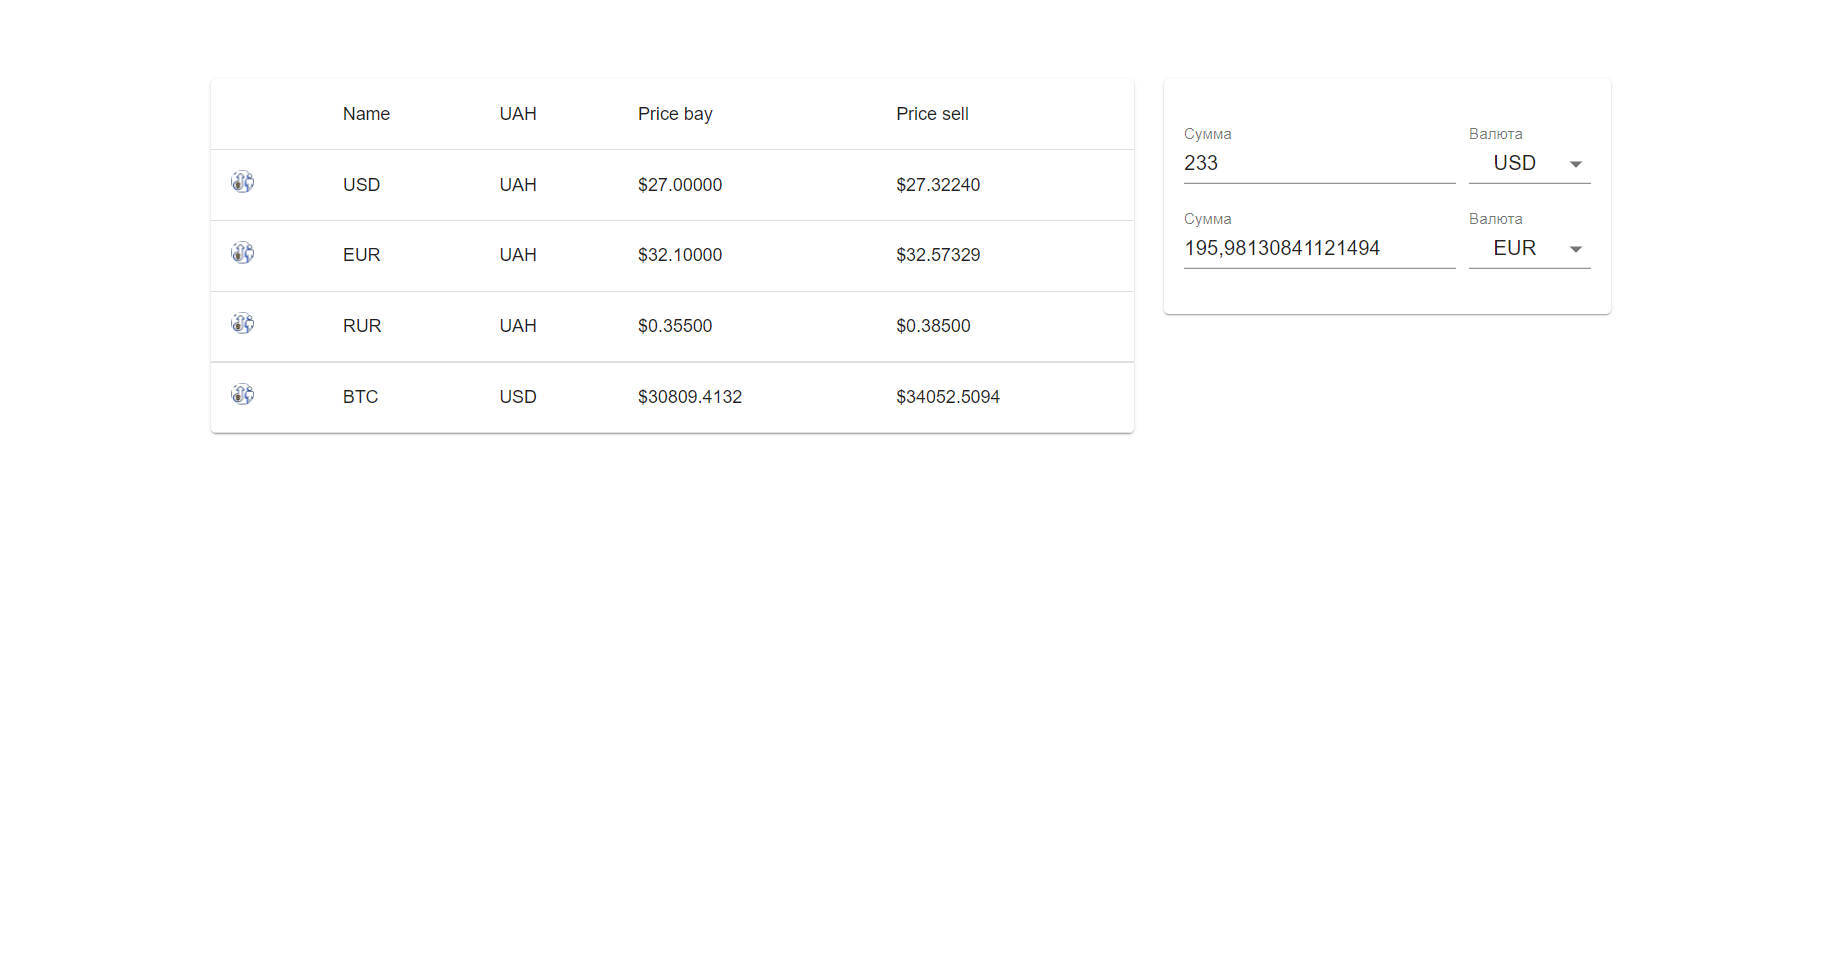 Name UAH Price bay Price sell
USD UAH $27.00000 $27.32240
EUR UAH $32.10000 $32.57329
RUR UAH $0.35500 $0.38500
BTC USD $30809.4132 $34052.5094
Сумма Валюта
233 USD
Сумма Валюта
195,98130841121494 EUR